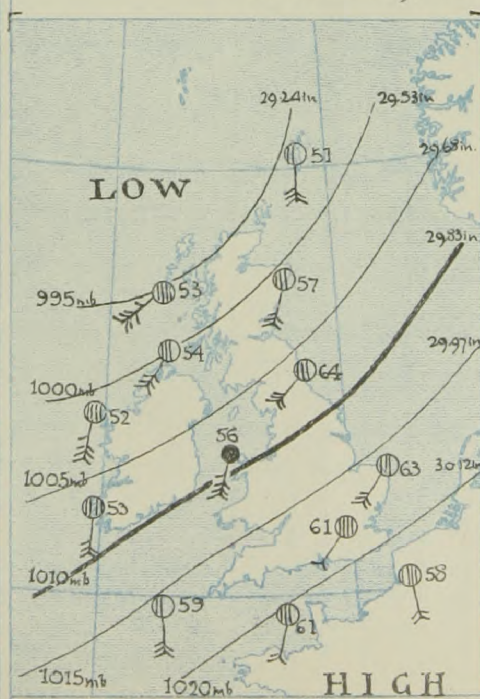 29.24in
29.53in
29.68in.
51
LOW
29.83in
57
53
995mb
29.97in
54
64
1000mb
52
56
30 12in
63
1005mb
53
61
58
1010mb
59
61
1015mb
1020mb
HIGH